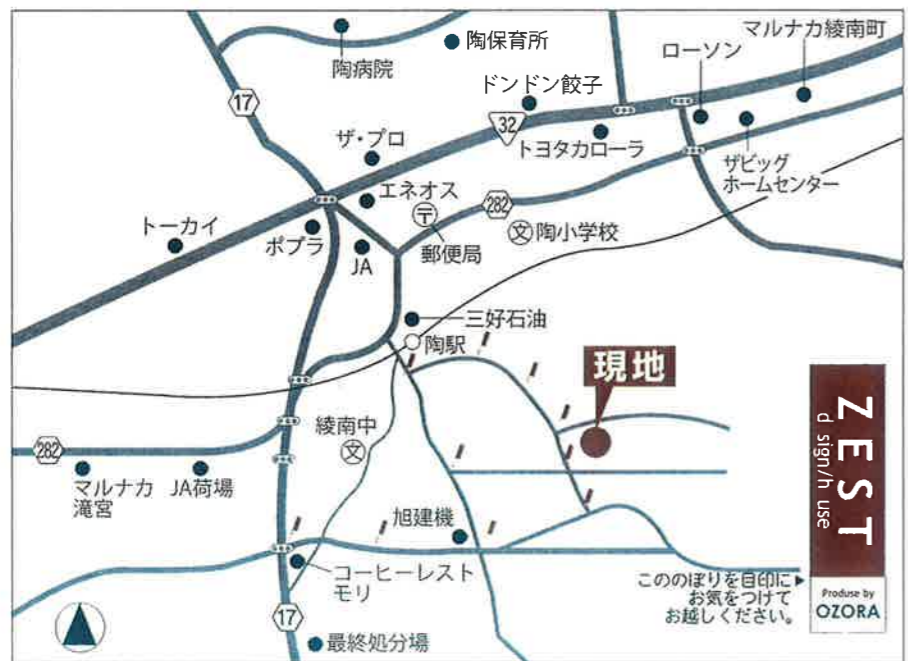 マルナカ綾南町
ローソン
陶保育所
陶病院
ドンドン餃子
17
32
トヨタカローラ
ザビッグ
ホームセンター
ザ・プロ
エネオス
282
〒
郵便局
文 陶小学校
トーカイ
ポプラ
JA
三好石油
陶駅
現地
綾南中
文
282
マルナカ
滝宮
JA荷場
旭建機
コーヒーレスト
モリ
17
最終処分場
このぼりを目印に
お気をつけて
お越しください。
ZEST
d sign/h use
Produse by
OZORA